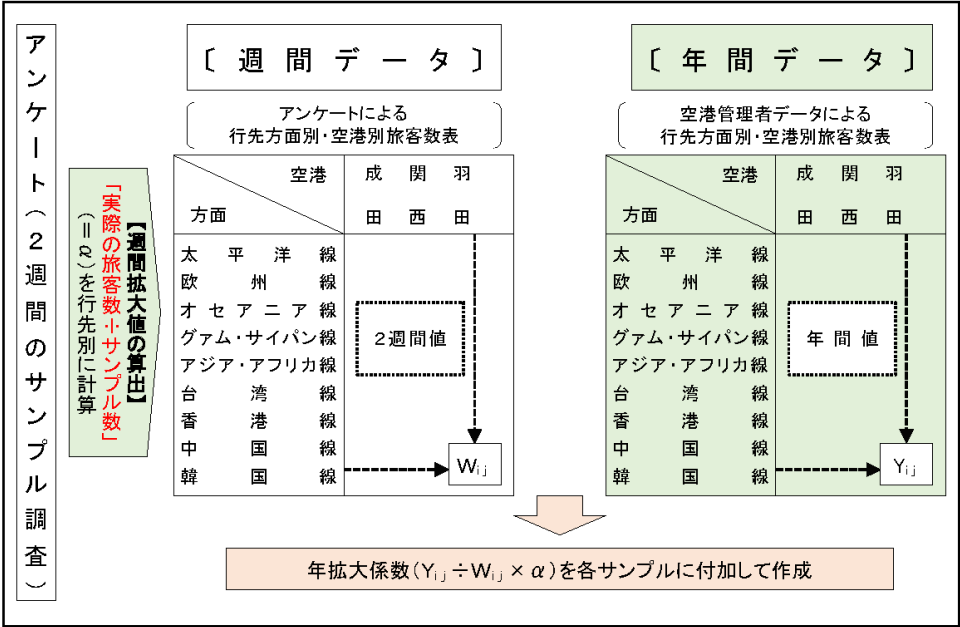 アンケート(2週間のサンプル調査)
【週間拡大値の算出】
「実際の旅客数÷サンプル数」
(=α)を行先別に計算
〔週間データ〕
アンケートによる
行先方面別・空港別旅客数表
空港
方面
成田
関西
羽田
太平洋線
欧州線
オセアニア線
グァム・サイパン線
アジア・アフリカ線
台湾線
香港線
中国線
韓国線
2週間値
Wij
〔年間データ〕
空港管理者データによる
行先方面別・空港別旅客数表
空港
方面
成田
関西
羽田
太平洋線
欧州線
オセアニア線
グァム・サイパン線
アジア・アフリカ線
台湾線
香港線
中国線
韓国線
年間値
Yij
年拡大係数(Yij÷Wij×α)を各サンプルに付加して作成